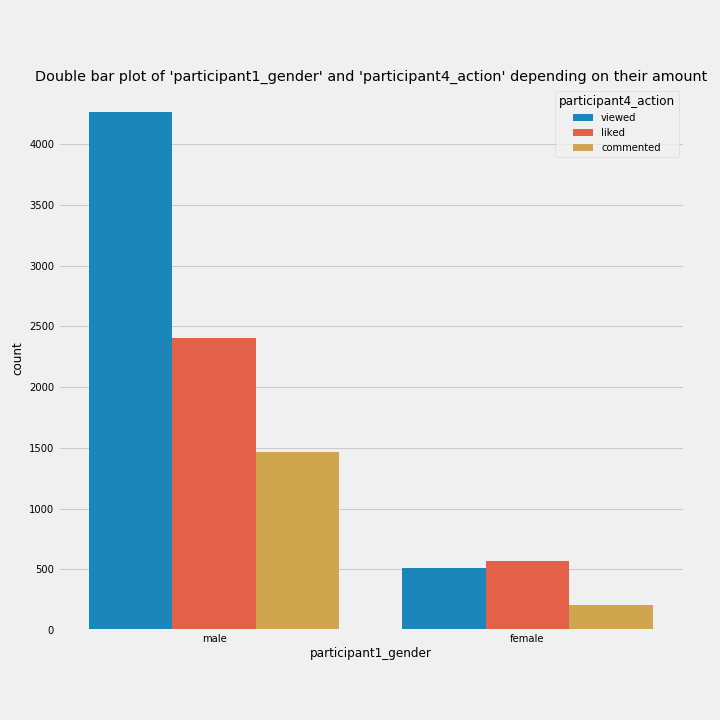 Double bar plot of 'participant1_gender' and 'participant4_action' depending on their amount
participant4_action
viewed
liked
commented
4000
3500
3000
2500
2000
1500
1000
500
0
count
male
female
participant1_gender